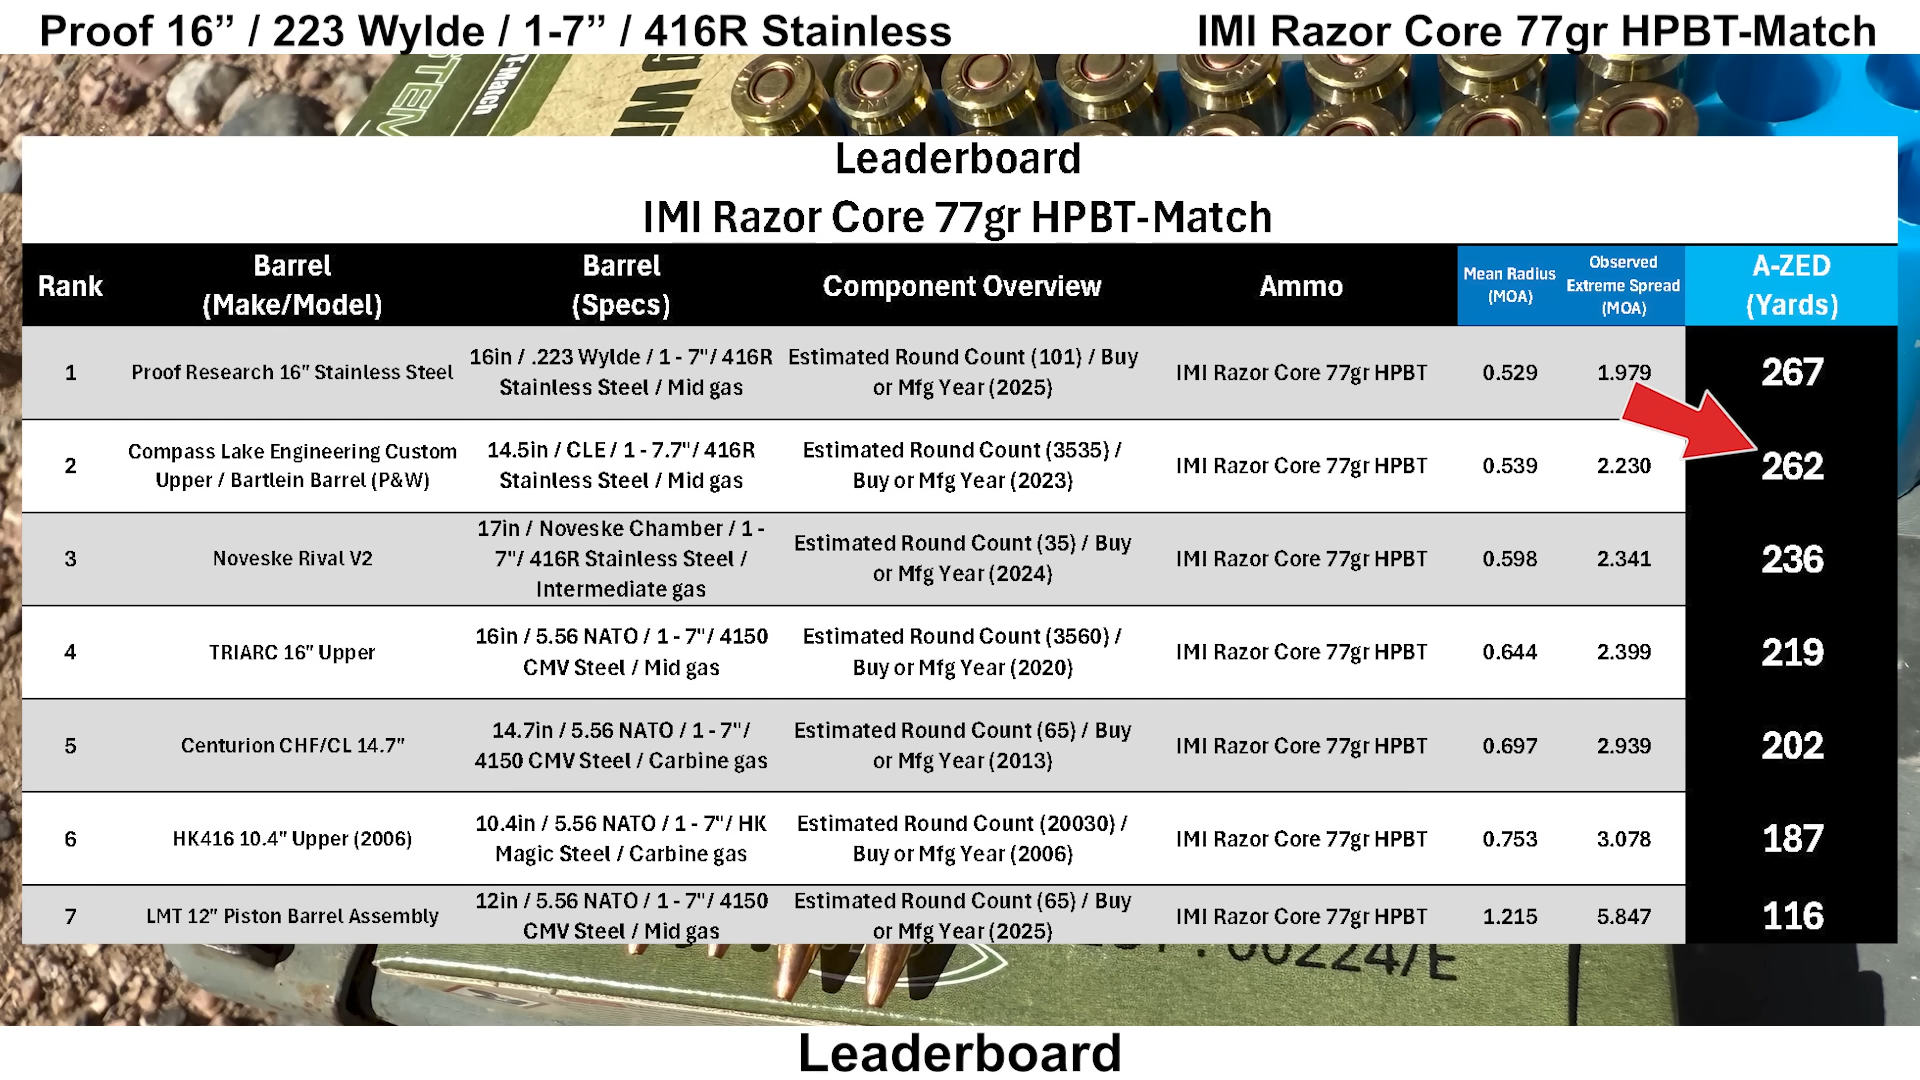 Proof 16” / 223 Wylde / 1-7” / 416R Stainless
IMI Razor Core 77gr HPBT-Match
Leaderboard
IMI Razor Core 77gr HPBT-Match
Rank
Barrel
(Make/Model)
Barrel
(Specs)
Component Overview
Ammo
Mean Radius
(MOA)
Observed
Extreme Spread
(MOA)
A-ZED
(Yards)
1
Proof Research 16" Stainless Steel
16in / .223 Wylde / 1 - 7"/ 416R
Stainless Steel / Mid gas
Estimated Round Count (101) / Buy
or Mfg Year (2025)
IMI Razor Core 77gr HPBT
0.529
1.979
267
2
Compass Lake Engineering Custom
Upper / Bartlein Barrel (P&W)
14.5in / CLE / 1 - 7.7"/ 416R
Stainless Steel / Mid gas
Estimated Round Count (3535) /
Buy or Mfg Year (2023)
IMI Razor Core 77gr HPBT
0.539
2.230
262
3
Noveske Rival V2
17in / Noveske Chamber / 1 -
7"/ 416R Stainless Steel /
Intermediate gas
Estimated Round Count (35) / Buy
or Mfg Year (2024)
IMI Razor Core 77gr HPBT
0.598
2.341
236
4
TRIARC 16" Upper
16in / 5.56 NATO / 1 - 7"/ 4150
CMV Steel / Mid gas
Estimated Round Count (3560) /
Buy or Mfg Year (2020)
IMI Razor Core 77gr HPBT
0.644
2.399
219
5
Centurion CHF/CL 14.7"
14.7in / 5.56 NATO / 1 - 7"/
4150 CMV Steel / Carbine gas
Estimated Round Count (65) / Buy
or Mfg Year (2013)
IMI Razor Core 77gr HPBT
0.697
2.939
202
6
HK416 10.4" Upper (2006)
10.4in / 5.56 NATO / 1 - 7"/ HK
Magic Steel / Carbine gas
Estimated Round Count (20030) /
Buy or Mfg Year (2006)
IMI Razor Core 77gr HPBT
0.753
3.078
187
7
LMT 12" Piston Barrel Assembly
12in / 5.56 NATO / 1 - 7"/ 4150
CMV Steel / Mid gas
Estimated Round Count (65) / Buy
or Mfg Year (2025)
IMI Razor Core 77gr HPBT
1.215
5.847
116
Leaderboard